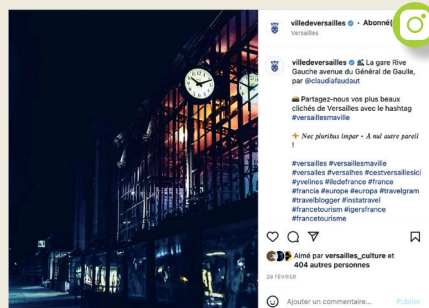 villedeversailles • Abonné(
Versailles
villedeversailles La gare Rive
Gauche avenue du Général de Gaulle,
par @claudiafaudaut
Partagez-nous vos plus beaux
clichés de Versailles avec le hashtag
#versaillesmaville
Nec pluribus impar • A nul autre pareil
!
#versailles #versaillesmaville
#versalles #versalhes #cestversaillesici
#yvelines #iledefrance #france
#francia #europe #europa #travelgram
#travelblogger #instatravel
#francetourism #igersfrance
#francetourisme
Aimé par versailles_culture et
404 autres personnes
28 FÉVRIER
Ajouter un commentaire... Publier